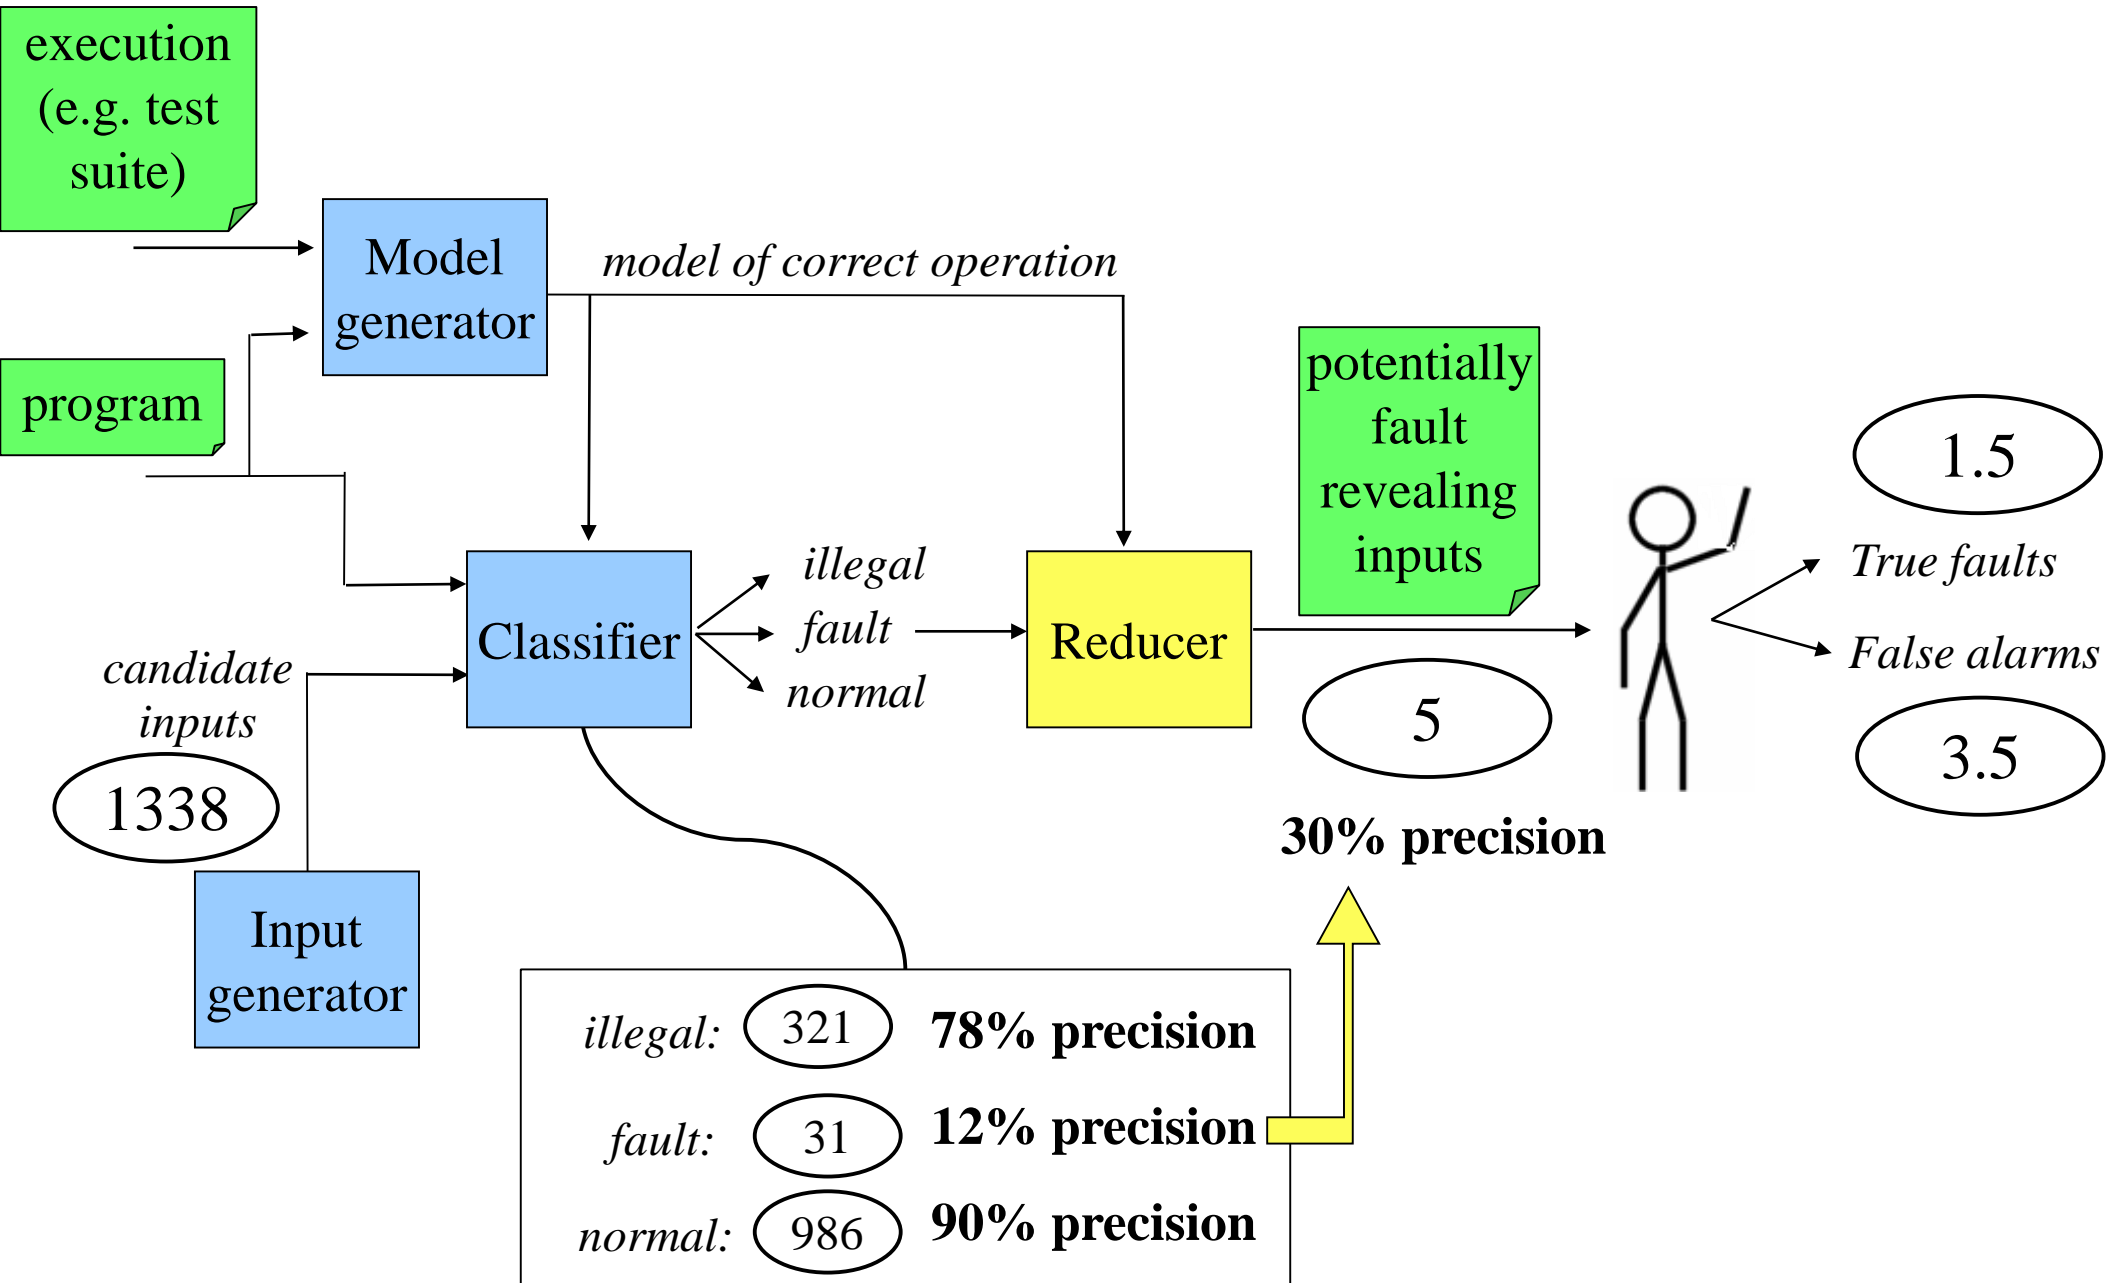 execution
(e.g. test
suite)
Model
generator
model of correct operation
program
potentially
fault
revealing
inputs
1.5
True faults
False alarms
3.5
illegal
fault
normal
Classifier
Reducer
candidate
inputs
1338
5
30% precision
Input
generator
illegal: 321 78% precision
fault: 31 12% precision
normal: 986 90% precision